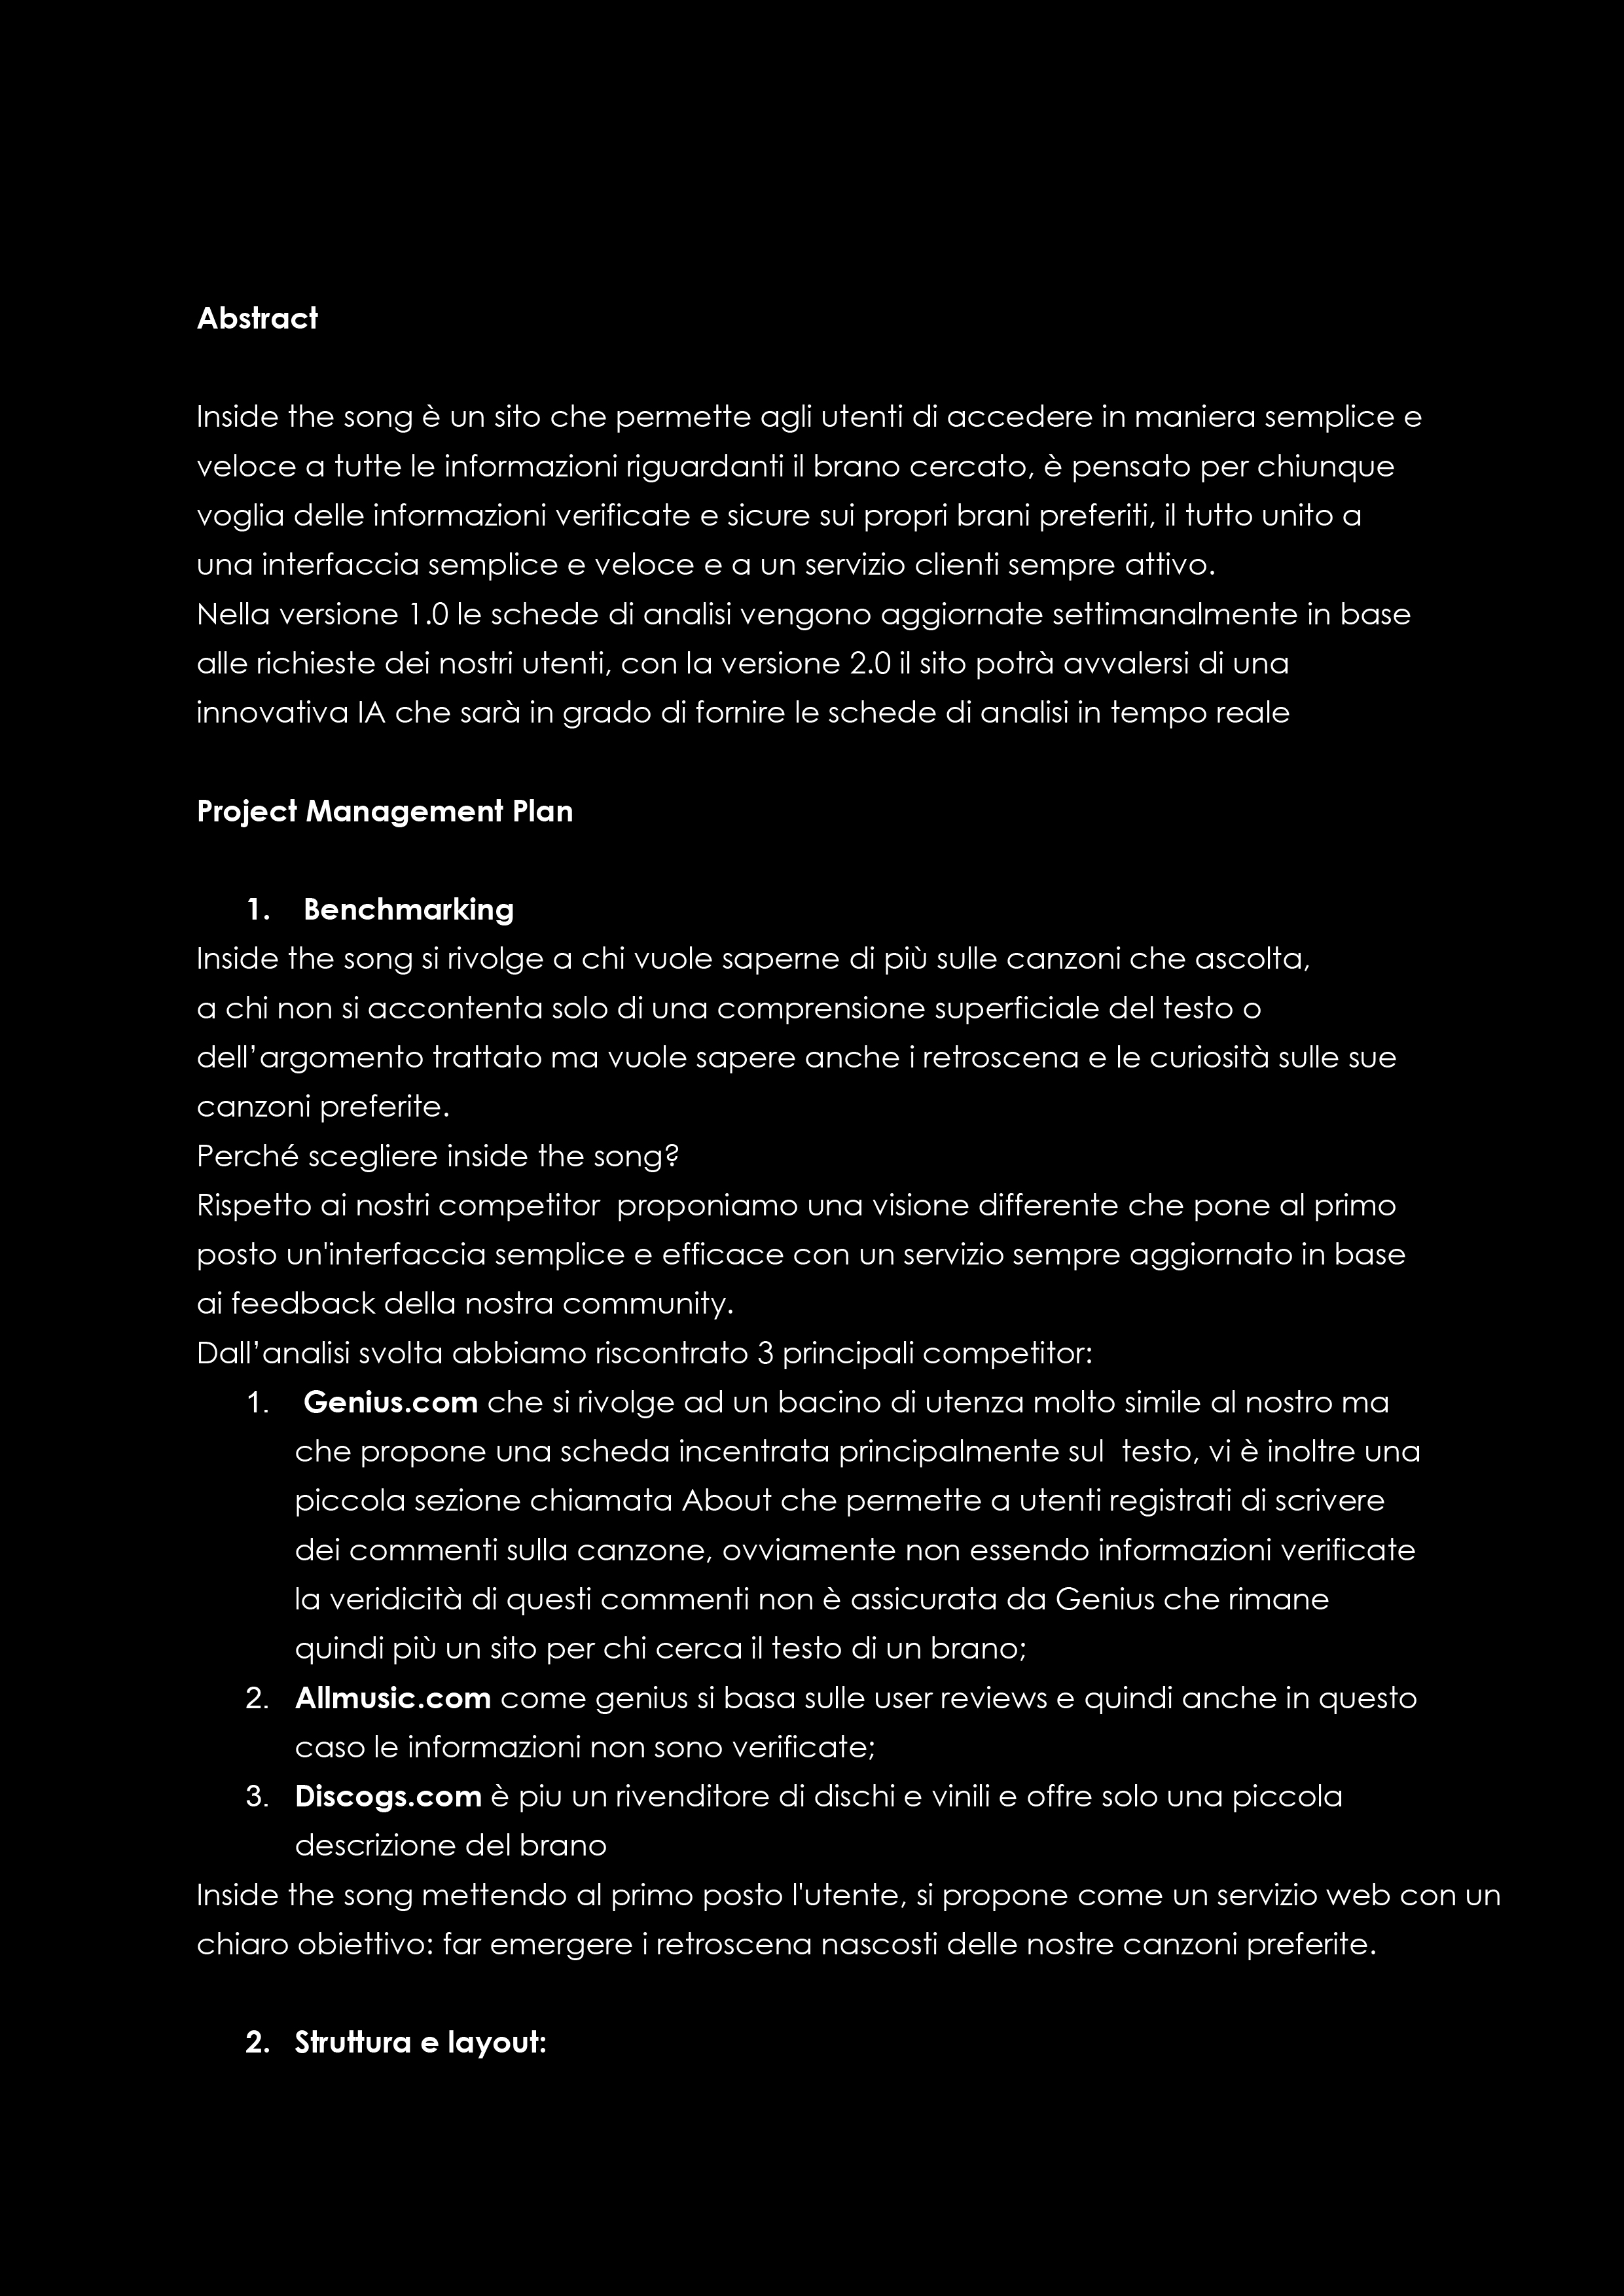 Abstract
Inside the song è un sito che permette agli utenti di accedere in maniera semplice e
veloce a tutte le informazioni riguardanti il brano cercato, è pensato per chiunque
voglia delle informazioni verificate e sicure sui propri brani preferiti, il tutto unito a
una interfaccia semplice e veloce e a un servizio clienti sempre attivo.
Nella versione 1.0 le schede di analisi vengono aggiornate settimanalmente in base
alle richieste dei nostri utenti, con la versione 2.0 il sito potrà avvalersi di una
innovativa IA che sarà in grado di fornire le schede di analisi in tempo reale
Project Management Plan
1. Benchmarking
Inside the song si rivolge a chi vuole saperne di più sulle canzoni che ascolta,
a chi non si accontenta solo di una comprensione superficiale del testo o
dell’argomento trattato ma vuole sapere anche i retroscena e le curiosità sulle sue
canzoni preferite.
Perché scegliere inside the song?
Rispetto ai nostri competitor  proponiamo una visione differente che pone al primo
posto un'interfaccia semplice e efficace con un servizio sempre aggiornato in base
ai feedback della nostra community.
Dall’analisi svolta abbiamo riscontrato 3 principali competitor:
1. Genius.com che si rivolge ad un bacino di utenza molto simile al nostro ma
che propone una scheda incentrata principalmente sul  testo, vi è inoltre una
piccola sezione chiamata About che permette a utenti registrati di scrivere
dei commenti sulla canzone, ovviamente non essendo informazioni verificate
la veridicità di questi commenti non è assicurata da Genius che rimane
quindi più un sito per chi cerca il testo di un brano;
2. Allmusic.com come genius si basa sulle user reviews e quindi anche in questo
caso le informazioni non sono verificate;
3. Discogs.com è piu un rivenditore di dischi e vinili e offre solo una piccola
descrizione del brano
Inside the song mettendo al primo posto l'utente, si propone come un servizio web con un
chiaro obiettivo: far emergere i retroscena nascosti delle nostre canzoni preferite.
2. Struttura e layout: